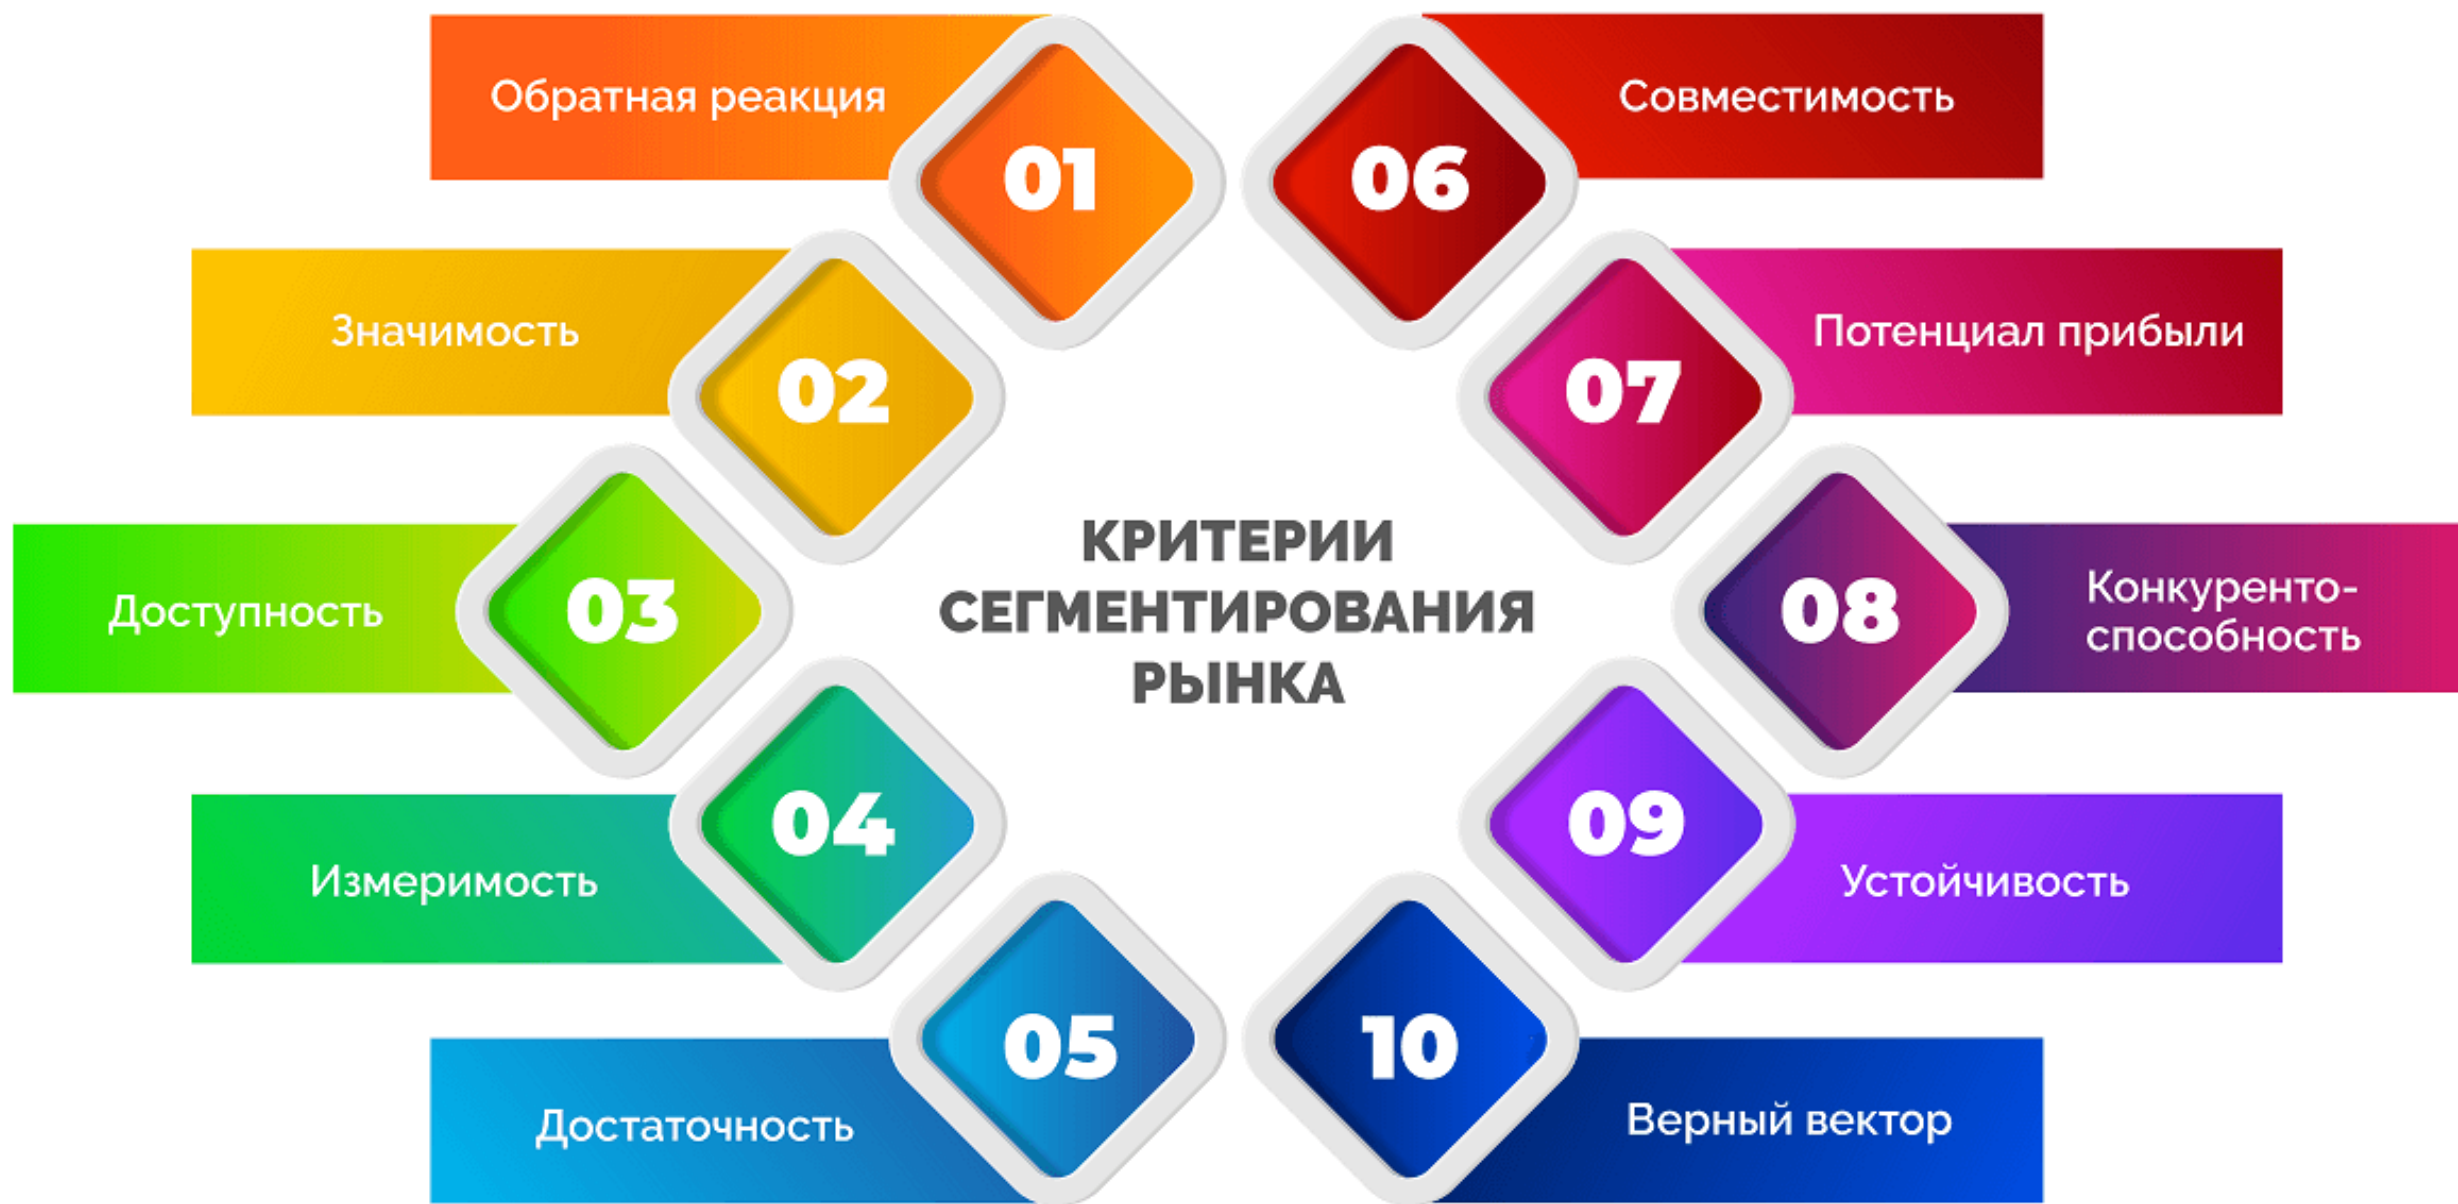 Обратная реакция
01
Значимость
02
Доступность
03
Измеримость
04
Достаточность
05
КРИТЕРИИ
СЕГМЕНТИРОВАНИЯ
РЫНКА
06
Совместимость
07
Потенциал прибыли
08
Конкуренто-
способность
09
Устойчивость
10
Верный вектор